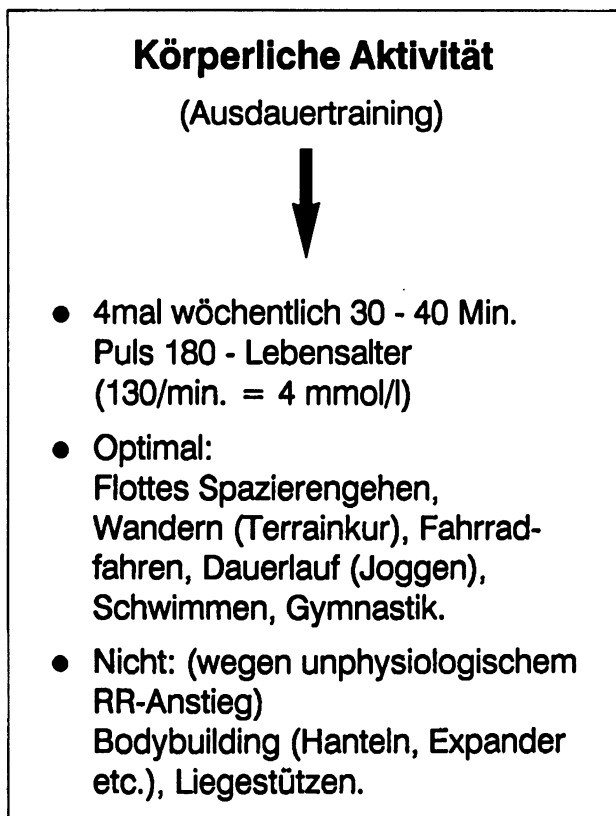 Körperliche Aktivität
(Ausdauertraining)
● 4mal wöchentlich 30 - 40 Min.
Puls 180 - Lebensalter
(130/min. = 4 mmol/l)
● Optimal:
Flottes Spazierengehen,
Wandern (Terrainkur), Fahrrad-
fahren, Dauerlauf (Joggen),
Schwimmen, Gymnastik.
● Nicht: (wegen unphysiologischem
RR-Anstieg)
Bodybuilding (Hanteln, Expander
etc.), Liegestützen.